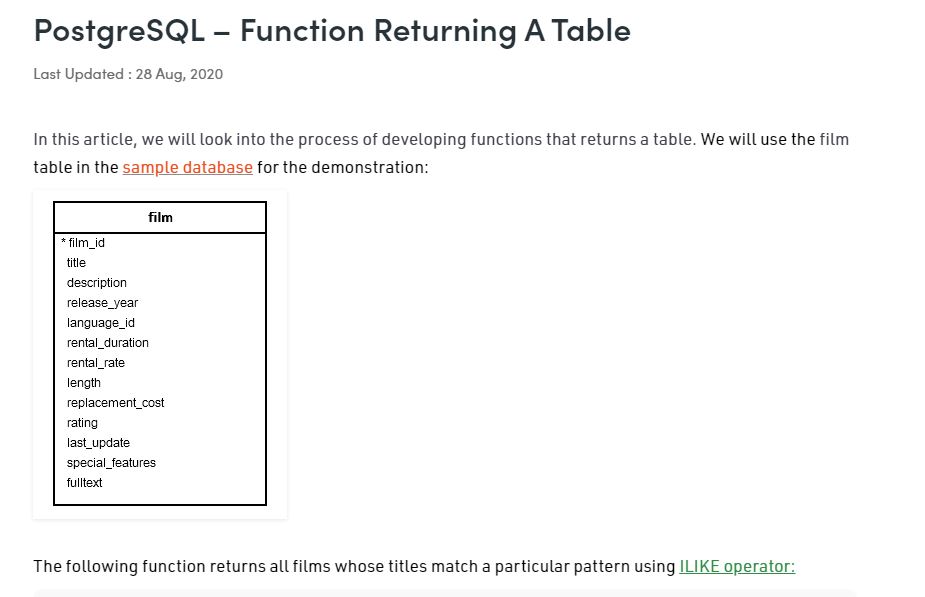 PostgreSQL – Function Returning A Table
Last Updated : 28 Aug, 2020
In this article, we will look into the process of developing functions that returns a table. We will use the film
table in the sample database for the demonstration:
film
* film_id
title
description
release_year
language_id
rental_duration
rental_rate
length
replacement_cost
rating
last_update
special_features
fulltext
The following function returns all films whose titles match a particular pattern using ILIKE operator: